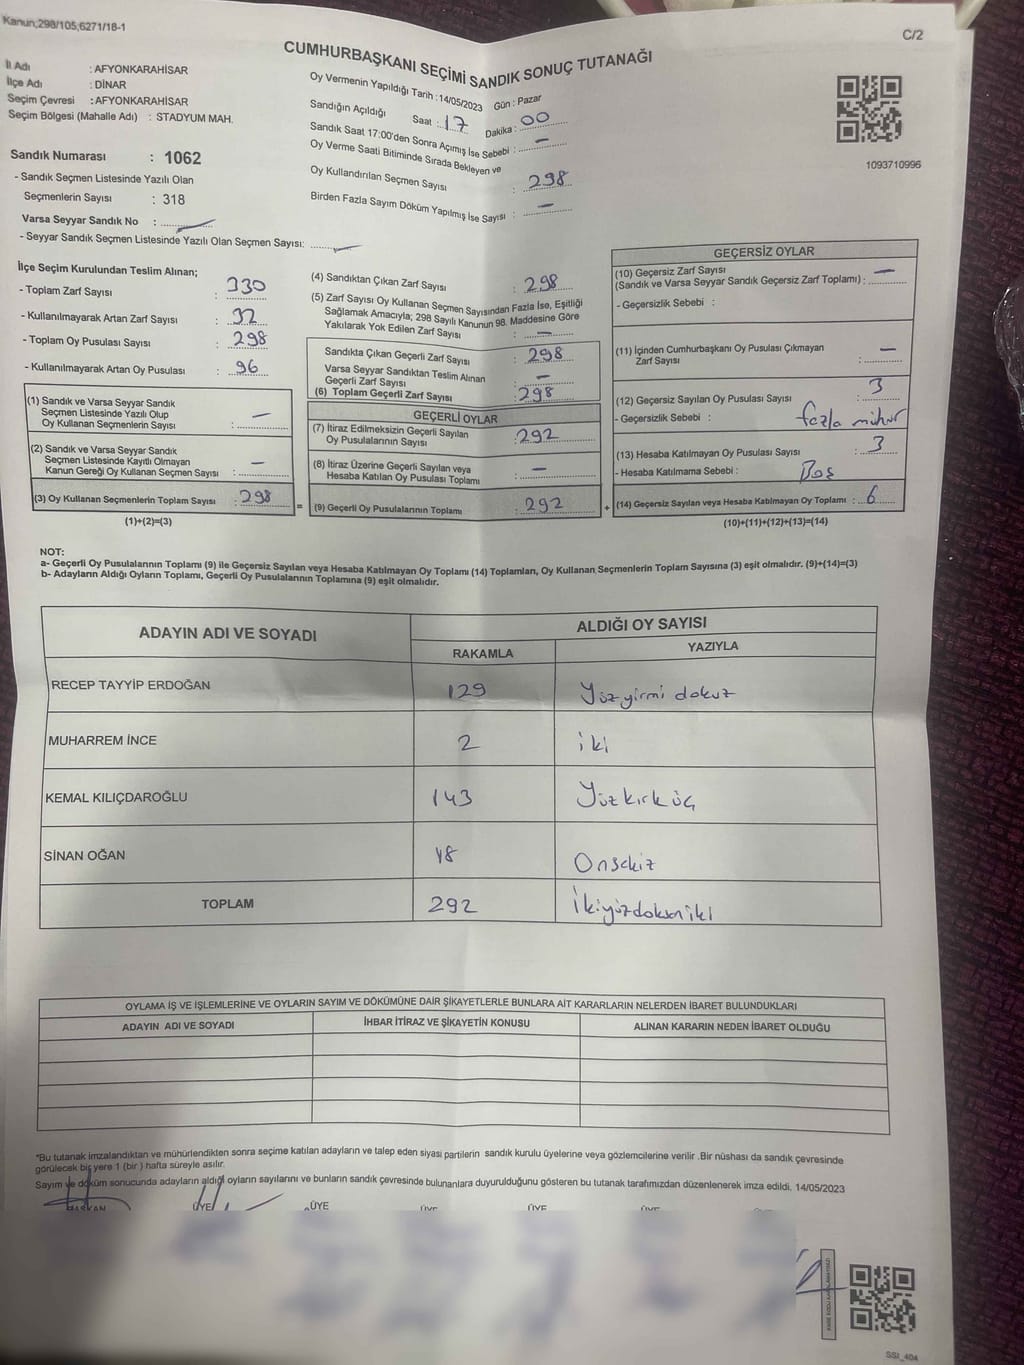 Kanun;298/105;6271/18-1
C/2
CUMHURBAŞKANI SEÇİMİ SANDIK SONUÇ TUTANAĞI
İl Adı : AFYONKARAHİSAR
İlçe Adı : DİNAR
Seçim Çevresi : AFYONKARAHİSAR
Seçim Bölgesi (Mahalle Adı) : STADYUM MAH.
Sandık Numarası : 1062
- Sandık Seçmen Listesinde Yazılı Olan
Seçmenlerin Sayısı : 318
Varsa Seyyar Sandık No :
- Seyyar Sandık Seçmen Listesinde Yazılı Olan Seçmen Sayısı:
Oy Vermenin Yapıldığı Tarih :14/05/2023 Gün : Pazar
Sandığın Açıldığı Saat : 17 Dakika : 00
Sandık Saat 17:00'den Sonra Açımış İse Sebebi : —
Oy Verme Saati Bitiminde Sırada Bekleyen ve
Oy Kullandırılan Seçmen Sayısı : 298
Birden Fazla Sayım Döküm Yapılmış İse Sayısı : —
1093710996
İlçe Seçim Kurulundan Teslim Alınan;
- Toplam Zarf Sayısı : 330
- Kullanılmayarak Artan Zarf Sayısı : 32
- Toplam Oy Pusulası Sayısı : 298
- Kullanılmayarak Artan Oy Pusulası : 96
(1) Sandık ve Varsa Seyyar Sandık
Seçmen Listesinde Yazılı Olup
Oy Kullanan Seçmenlerin Sayısı : —
(2) Sandık ve Varsa Seyyar Sandık
Seçmen Listesinde Kayıtlı Olmayan
Kanun Gereği Oy Kullanan Seçmen Sayısı : —
(3) Oy Kullanan Seçmenlerin Toplam Sayısı : 298
(1)+(2)=(3)
=
(4) Sandıktan Çıkan Zarf Sayısı : 298
(5) Zarf Sayısı Oy Kullanan Seçmen Sayısından Fazla İse, Eşitliği
Sağlamak Amacıyla; 298 Sayılı Kanunun 98. Maddesine Göre
Yakılarak Yok Edilen Zarf Sayısı : —
Sandıkta Çıkan Geçerli Zarf Sayısı : 298
Varsa Seyyar Sandıktan Teslim Alınan
Geçerli Zarf Sayısı : —
(6) Toplam Geçerli Zarf Sayısı : 298
GEÇERLİ OYLAR
(7) İtiraz Edilmeksizin Geçerli Sayılan
Oy Pusulalarının Sayısı : 292
(8) İtiraz Üzerine Geçerli Sayılan veya
Hesaba Katılan Oy Pusulası Toplamı : —
(9) Geçerli Oy Pusulalarının Toplamı : 292
+
GEÇERSİZ OYLAR
(10) Geçersiz Zarf Sayısı
(Sandık ve Varsa Seyyar Sandık Geçersiz Zarf Toplamı) : —
- Geçersizlik Sebebi :
(11) İçinden Cumhurbaşkanı Oy Pusulası Çıkmayan
Zarf Sayısı : —
(12) Geçersiz Sayılan Oy Pusulası Sayısı : 3
- Geçersizlik Sebebi : fazla mühür
(13) Hesaba Katılmayan Oy Pusulası Sayısı : 3
- Hesaba Katılmama Sebebi : Boş
(14) Geçersiz Sayılan veya Hesaba Katılmayan Oy Toplamı : 6
(10)+(11)+(12)+(13)=(14)
NOT:
a- Geçerli Oy Pusulalarının Toplamı (9) ile Geçersiz Sayılan veya Hesaba Katılmayan Oy Toplamı (14) Toplamları, Oy Kullanan Seçmenlerin Toplam Sayısına (3) eşit olmalıdır. (9)+(14)=(3)
b- Adayların Aldığı Oyların Toplamı, Geçerli Oy Pusulalarının Toplamına (9) eşit olmalıdır.
ADAYIN ADI VE SOYADI ALDIĞI OY SAYISI
RAKAMLA YAZIYLA
RECEP TAYYİP ERDOĞAN 129 Yüzyirmi dokuz
MUHARREM İNCE 2 iki
KEMAL KILIÇDAROĞLU 143 Yüzkırküç
SİNAN OĞAN 18 Onsekiz
TOPLAM 292 İkiyüzdoksaniki
OYLAMA İŞ VE İŞLEMLERİNE VE OYLARIN SAYIM VE DÖKÜMÜNE DAİR ŞİKAYETLERLE BUNLARA AİT KARARLARIN NELERDEN İBARET BULUNDUKLARI
ADAYIN ADI VE SOYADI İHBAR İTİRAZ VE ŞİKAYETİN KONUSU ALINAN KARARIN NEDEN İBARET OLDUĞU
*Bu tutanak imzalandıktan ve mühürlendikten sonra seçime katılan adayların ve talep eden siyasi partilerin sandık kurulu üyelerine veya gözlemcilerine verilir .Bir nüshası da sandık çevresinde
görülecek bir yere 1 (bir ) hafta süreyle asılır.
Sayım ve döküm sonucunda adayların aldığı oyların sayılarını ve bunların sandık çevresinde bulunanlara duyurulduğunu gösteren bu tutanak tarafımızdan düzenlenerek imza edildi. 14/05/2023
BAŞKAN ÜYE ÜYE ÜYE ÜYE
SSI_404